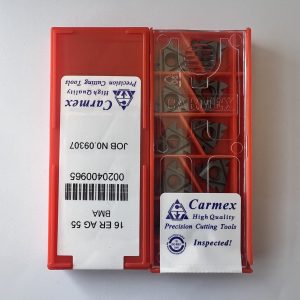 Carmex
High Quality
Precision Cutting Tools
JOB NO.09307
00204000965
16 ER AG 55
BMA
CARMEX
Carmex
High Quality
Precision Cutting Tools
Inspected!